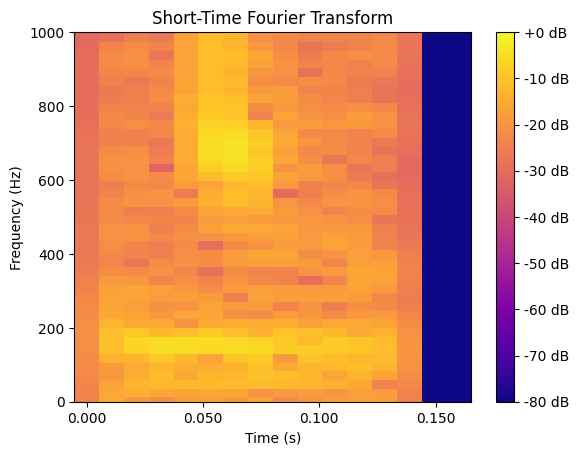 Short-Time Fourier Transform
Frequency (Hz)
1000
800
600
400
200
0
0.000
0.050
0.100
0.150
Time (s)
+0 dB
-10 dB
-20 dB
-30 dB
-40 dB
-50 dB
-60 dB
-70 dB
-80 dB